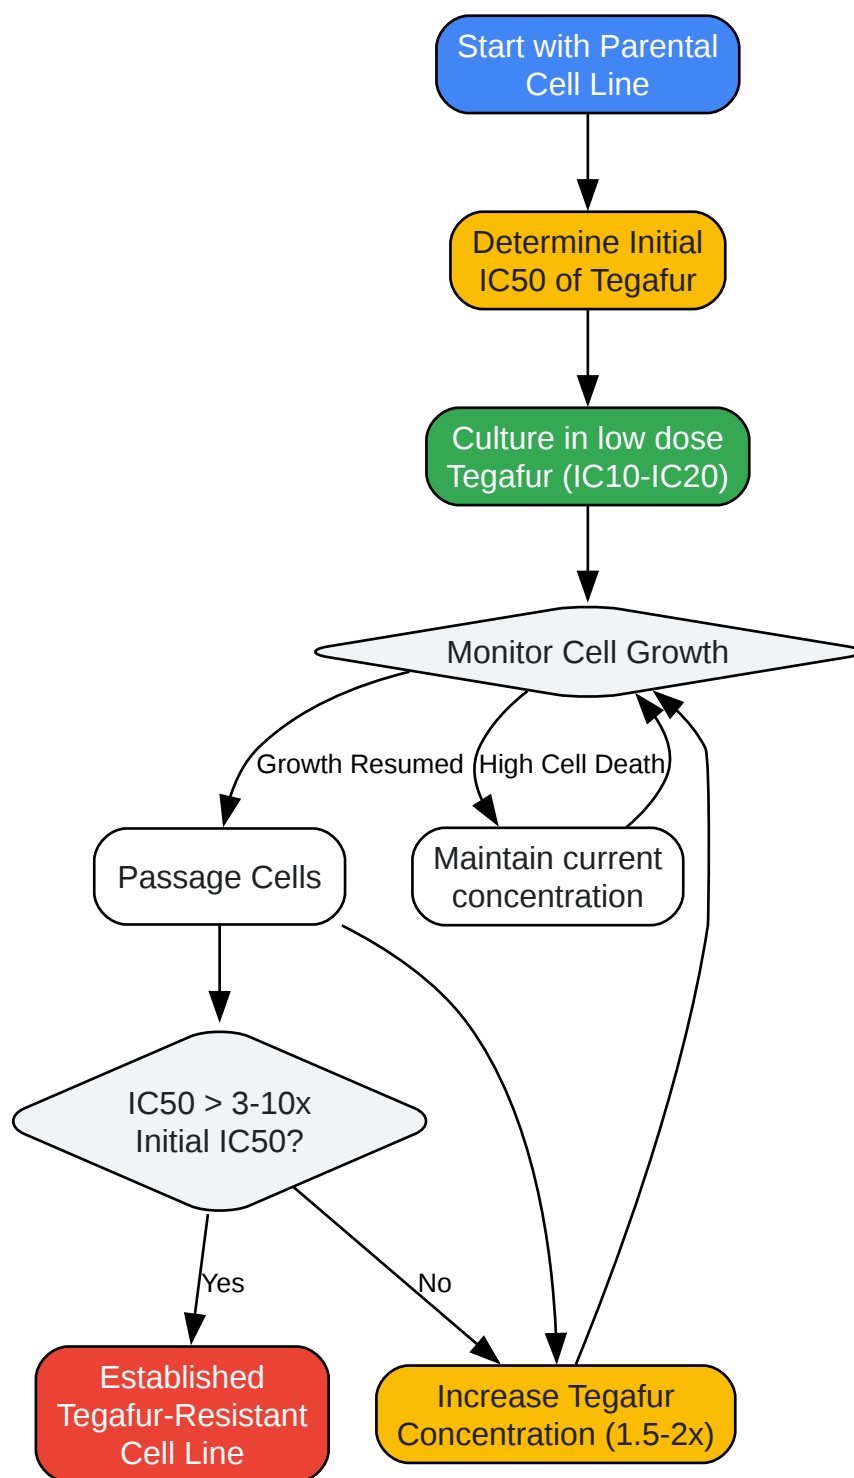 Start with Parental
Cell Line
Determine Initial
IC50 of Tegafur
Culture in low dose
Tegafur (IC10-IC20)
Monitor Cell Growth
Growth Resumed
High Cell Death
Passage Cells
Maintain current
concentration
IC50 > 3-10x
Initial IC50?
Yes
No
Established
Tegafur-Resistant
Cell Line
Increase Tegafur
Concentration (1.5-2x)